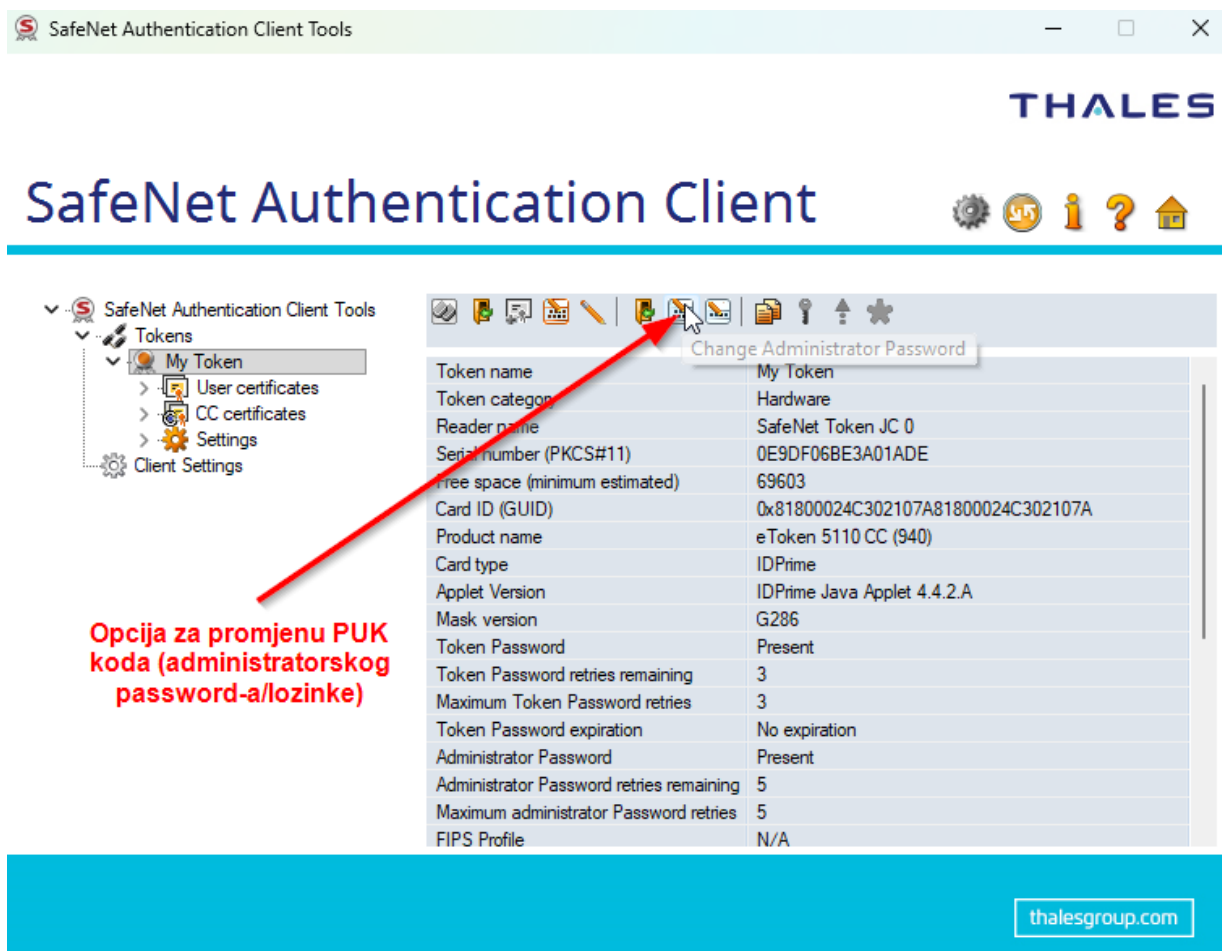 SafeNet Authentication Client Tools
THALES
SafeNet Authentication Client
SafeNet Authentication Client Tools
Tokens
My Token
User certificates
CC certificates
Settings
Client Settings
Change Administrator Password
Token name My Token
Token category Hardware
Reader name SafeNet Token JC 0
Serial number (PKCS#11) 0E9DF06BE3A01ADE
Free space (minimum estimated) 69603
Card ID (GUID) 0x81800024C302107A81800024C302107A
Product name eToken 5110 CC (940)
Card type IDPrime
Applet Version IDPrime Java Applet 4.4.2.A
Mask version G286
Token Password Present
Token Password retries remaining 3
Maximum Token Password retries 3
Token Password expiration No expiration
Administrator Password Present
Administrator Password retries remaining 5
Maximum administrator Password retries 5
FIPS Profile N/A
Opcija za promjenu PUK
koda (administratorskog
password-a/lozinke)
thalesgroup.com